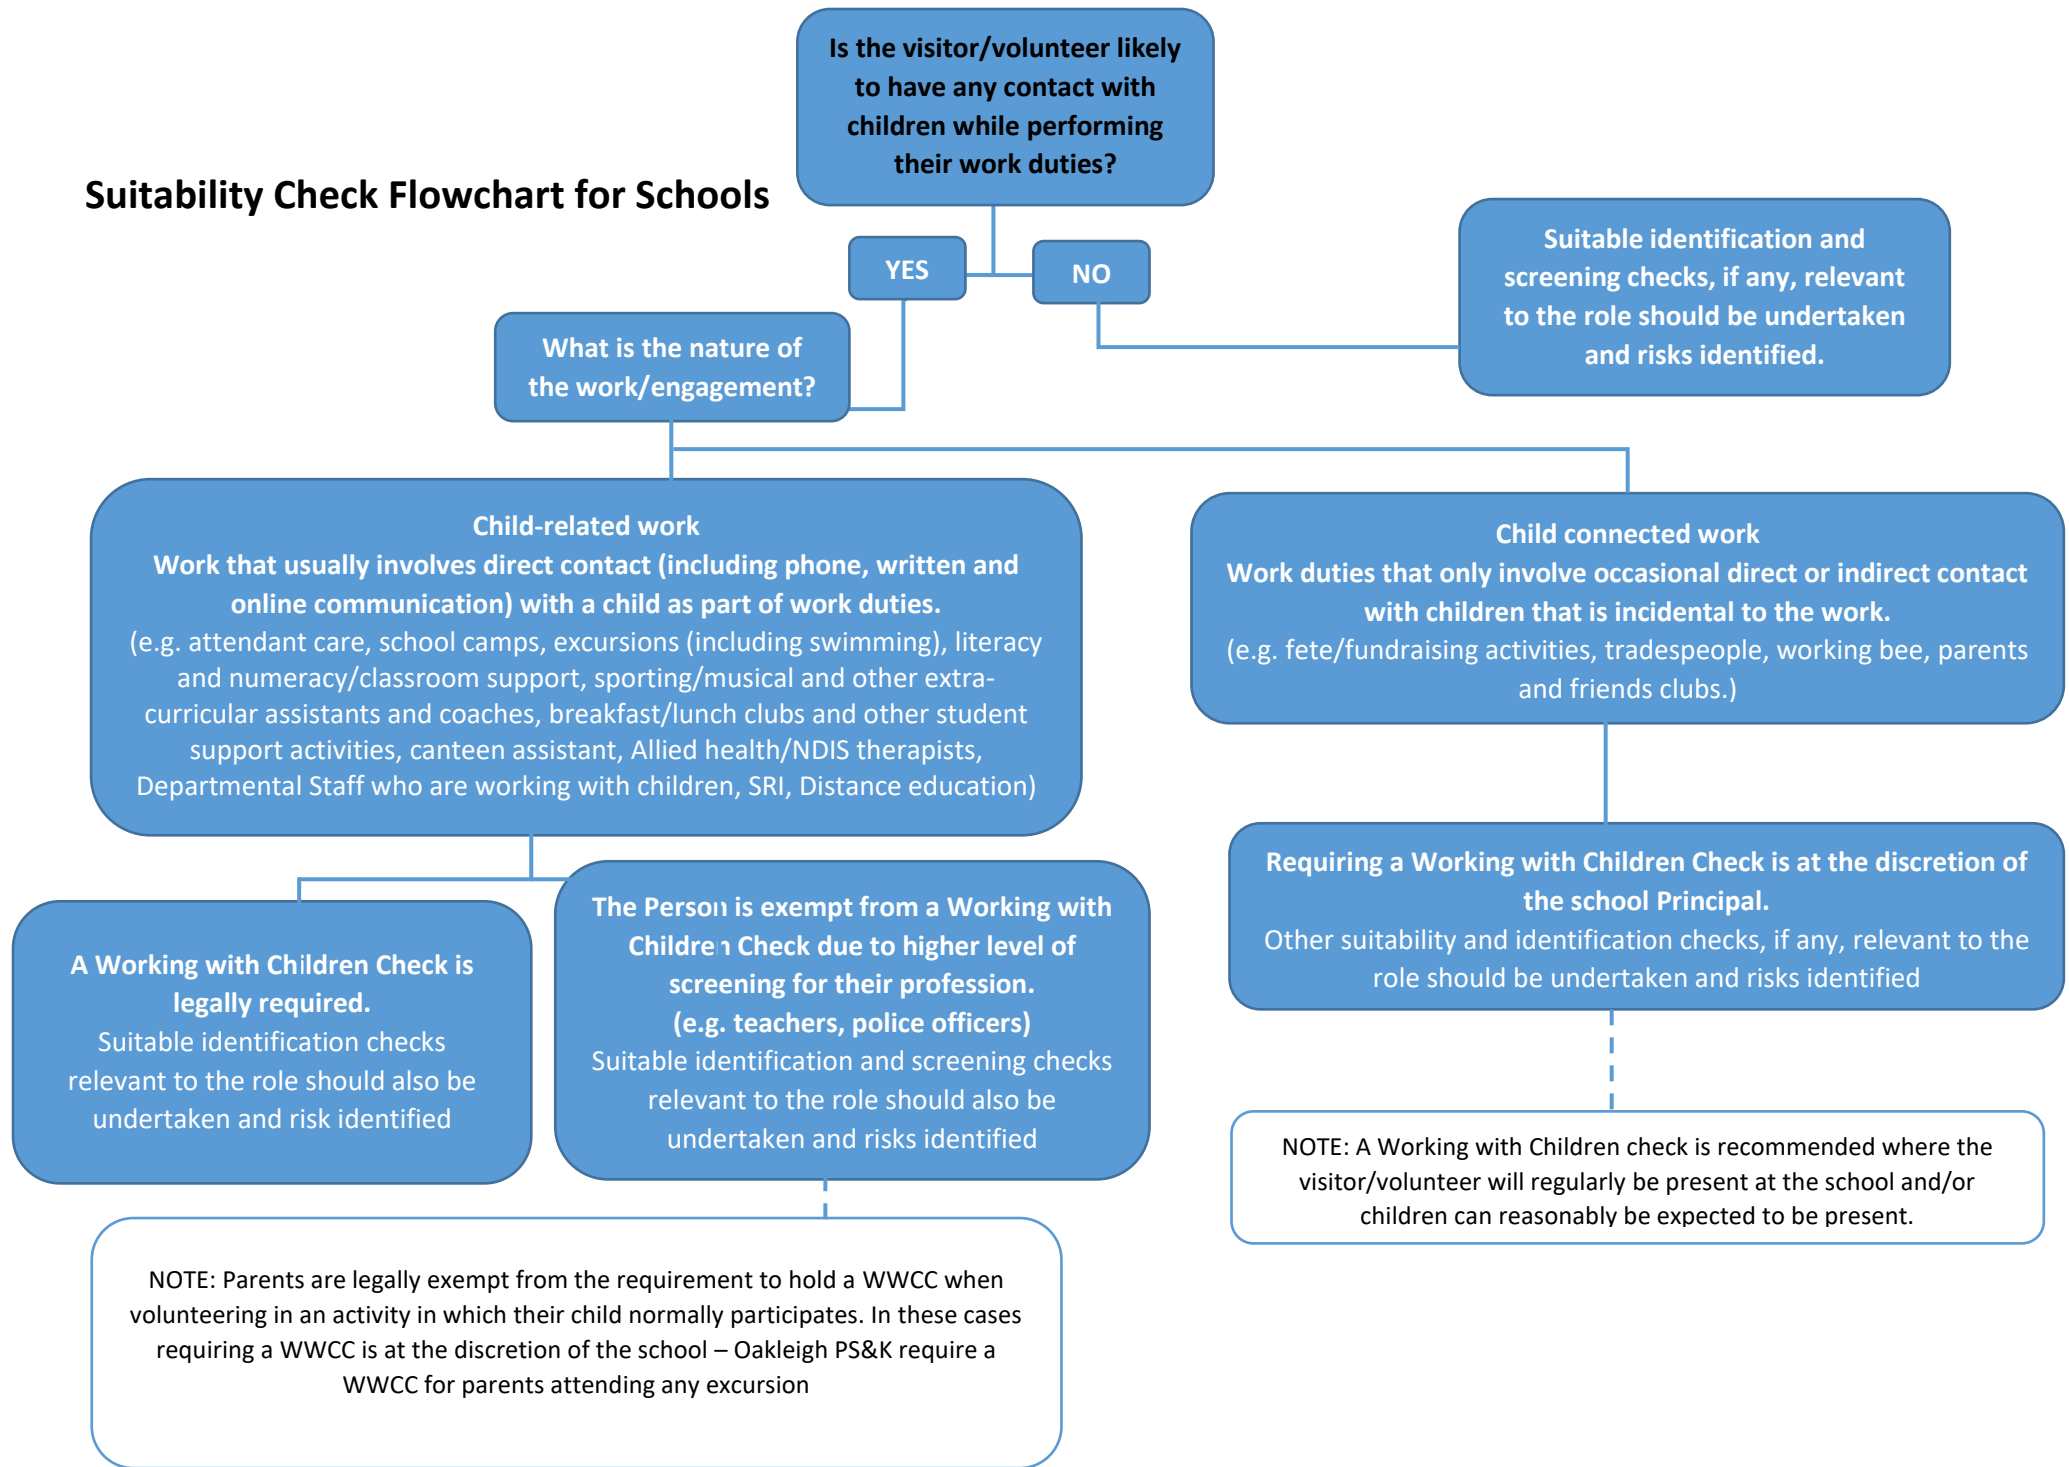 Is the visitor/volunteer likely
to have any contact with
children while performing
their work duties?
Suitability Check Flowchart for Schools
YES
NO
Suitable identification and
screening checks, if any, relevant
to the role should be undertaken
and risks identified.
What is the nature of
the work/engagement?
Child-related work
Work that usually involves direct contact (including phone, written and
online communication) with a child as part of work duties.
(e.g. attendant care, school camps, excursions (including swimming), literacy
and numeracy/classroom support, sporting/musical and other extra-
curricular assistants and coaches, breakfast/lunch clubs and other student
support activities, canteen assistant, Allied health/NDIS therapists,
Departmental Staff who are working with children, SRI, Distance education)
Child connected work
Work duties that only involve occasional direct or indirect contact
with children that is incidental to the work.
(e.g. fete/fundraising activities, tradespeople, working bee, parents
and friends clubs.)
A Working with Children Check is
legally required.
Suitable identification checks
relevant to the role should also be
undertaken and risk identified
The Person is exempt from a Working with
Children Check due to higher level of
screening for their profession.
(e.g. teachers, police officers)
Suitable identification and screening checks
relevant to the role should also be
undertaken and risks identified
Requiring a Working with Children Check is at the discretion of
the school Principal.
Other suitability and identification checks, if any, relevant to the
role should be undertaken and risks identified
NOTE: A Working with Children check is recommended where the
visitor/volunteer will regularly be present at the school and/or
children can reasonably be expected to be present.
NOTE: Parents are legally exempt from the requirement to hold a WWCC when
volunteering in an activity in which their child normally participates. In these cases
requiring a WWCC is at the discretion of the school – Oakleigh PS&K require a
WWCC for parents attending any excursion